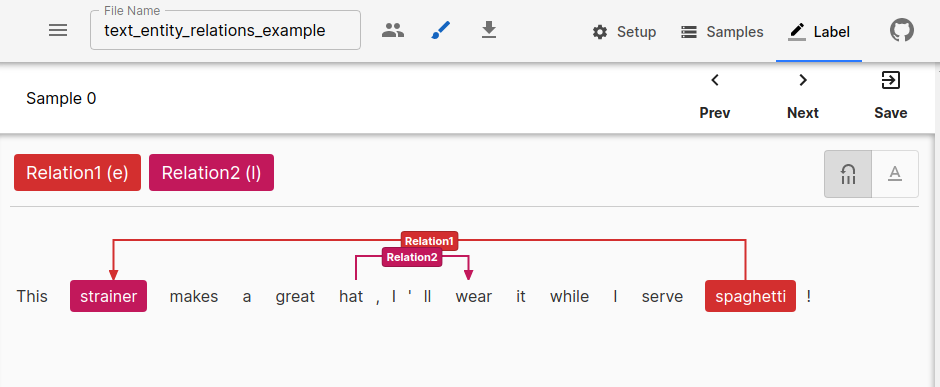 File Name
text_entity_relations_example
Setup
Samples
Label
Sample 0
Prev
Next
Save
Relation1 (e)
Relation2 (l)
A
Relation1
Relation2
This strainer makes a great hat , I ' ll wear it while I serve spaghetti !